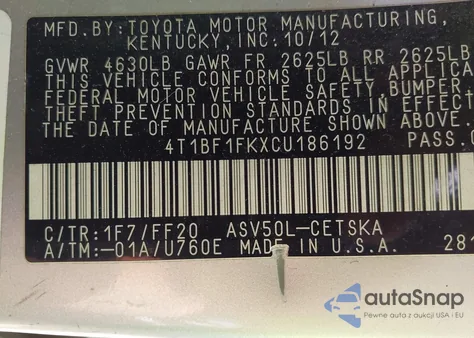 MFD.BY: TOYOTA MOTOR MANUFACTURING,
KENTUCKY, INC. 10/12
GVWR 4630LB GAWR FR 2625LB RR 2625LB
THIS VEHICLE CONFORMS TO ALL
FEDERAL MOTOR VEHICLE SAFETY, BUMPER,
THEFT PREVENTION STANDARDS IN EFFECT
THE DATE OF MANUFACTURE SHOWN ABOVE.
4T1BF1FKXCU186192 PASS.
C/TR: 1F7/FF20 ASV50L-CETSKA
A/TM: -01A/U760E MADE IN U.S.A. 281
autoSnap
Pewne auta z aukcji USA i EU